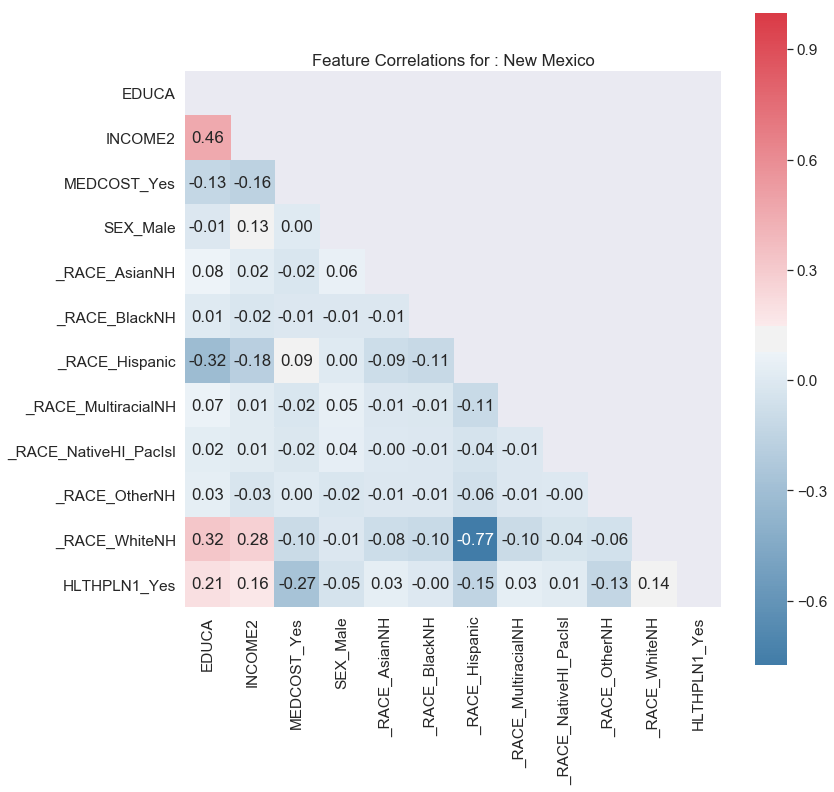 Feature Correlations for : New Mexico
0.9
0.6
0.3
0.0
-0.3
-0.6
EDUCA
INCOME2 0.46
MEDCOST_Yes -0.13 -0.16
SEX_Male -0.01 0.13 0.00
_RACE_AsianNH 0.08 0.02 -0.02 0.06
_RACE_BlackNH 0.01 -0.02 -0.01 -0.01 -0.01
_RACE_Hispanic -0.32 -0.18 0.09 0.00 -0.09 -0.11
_RACE_MultiracialNH 0.07 0.01 -0.02 0.05 -0.01 -0.01 -0.11
_RACE_NativeHI_PacIsl 0.02 0.01 -0.02 0.04 -0.00 -0.01 -0.04 -0.01
_RACE_OtherNH 0.03 -0.03 0.00 -0.02 -0.01 -0.01 -0.06 -0.01 -0.00
_RACE_WhiteNH 0.32 0.28 -0.10 -0.01 -0.08 -0.10 -0.77 -0.10 -0.04 -0.06
HLTHPLN1_Yes 0.21 0.16 -0.27 -0.05 0.03 -0.00 -0.15 0.03 0.01 -0.13 0.14
EDUCA
INCOME2
MEDCOST_Yes
SEX_Male
_RACE_AsianNH
_RACE_BlackNH
_RACE_Hispanic
_RACE_MultiracialNH
_RACE_NativeHI_PacIsl
_RACE_OtherNH
_RACE_WhiteNH
HLTHPLN1_Yes